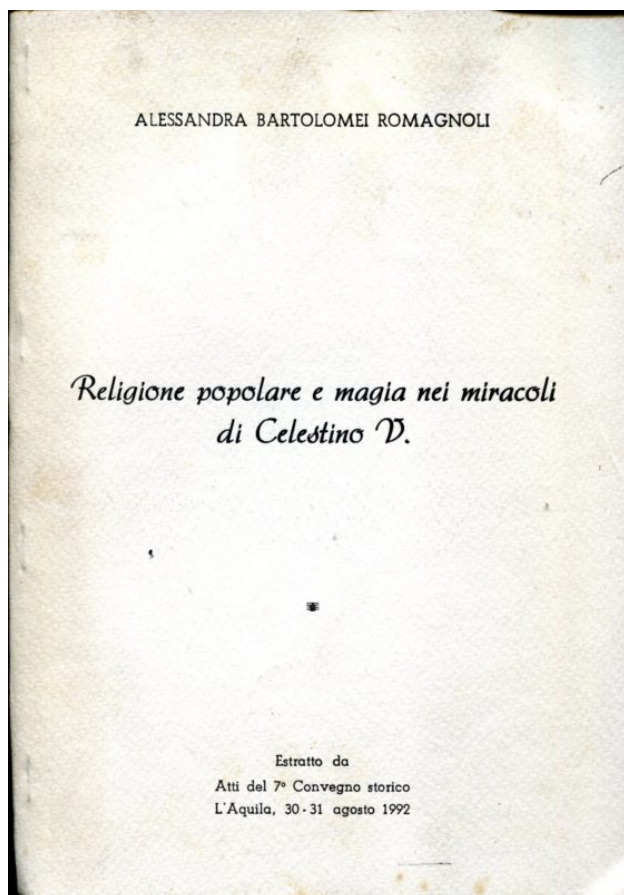 ALESSANDRA BARTOLOMEI ROMAGNOLI
Religione popolare e magia nei miracoli
di Celestino V.
Estratto da
Atti del 7° Convegno storico
L'Aquila, 30-31 agosto 1992